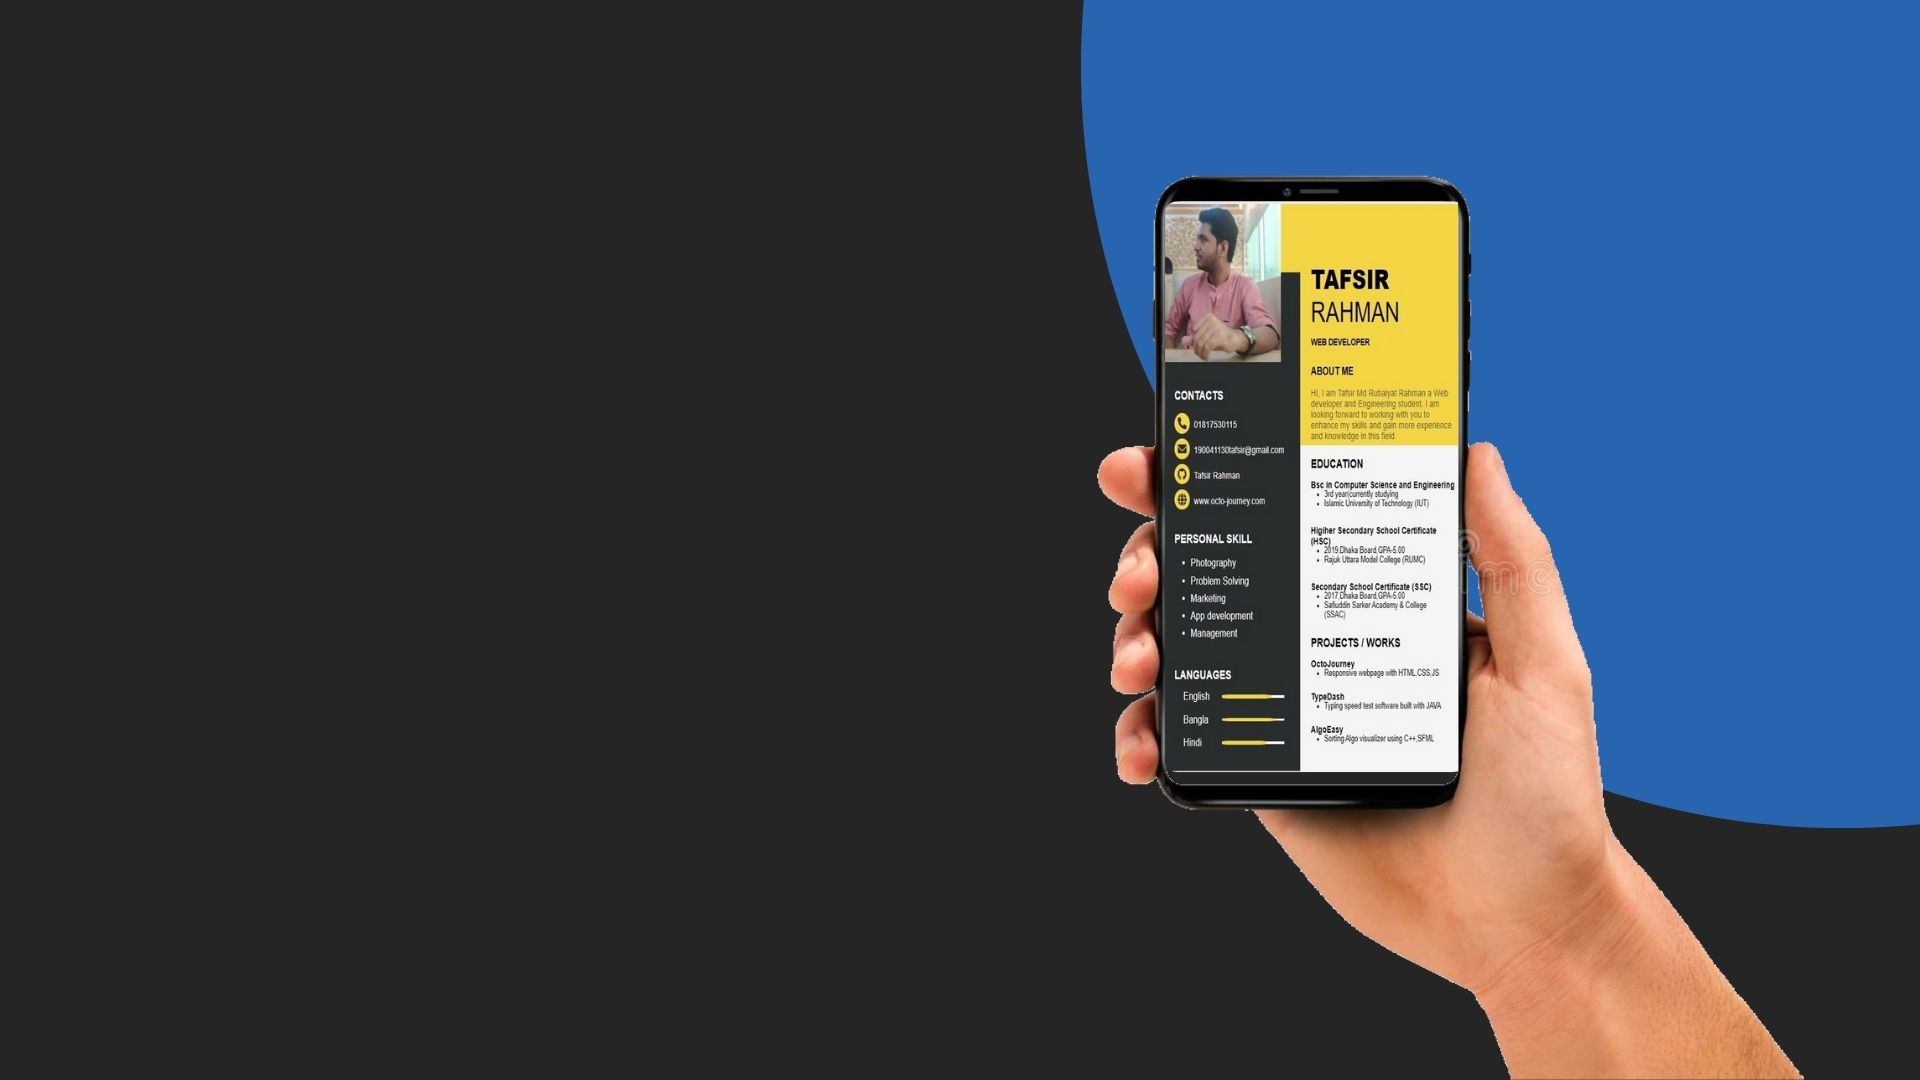 TAFSIR
RAHMAN
WEB DEVELOPER
ABOUT ME
HI, I am Tafsir Md Rubaiyat Rahman a Web
developer and Engineering student. I am
looking forward to working with you to
enhance my skills and gain more experience
and knowledge in this field.
CONTACTS
01817530115
190041130tafsir@gmail.com
Tafsir Rahman
www.octo-journey.com
PERSONAL SKILL
• Photography
• Problem Solving
• Marketing
• App development
• Management
LANGUAGES
English
Bangla
Hindi
EDUCATION
Bsc in Computer Science and Engineering
• 3rd year(currently studying
• Islamic University of Technology (IUT)
Higiher Secondary School Certificate
(HSC)
• 2019,Dhaka Board,GPA-5.00
• Rajuk Uttara Model College (RUMC)
Secondary School Certificate (SSC)
• 2017,Dhaka Board,GPA-5.00
• Safiuddin Sarker Academy & College
(SSAC)
PROJECTS / WORKS
OctoJourney
• Responsive webpage with HTML,CSS,JS
TypeDash
• Typing speed test software built with JAVA
AlgoEasy
• Sorting Algo visualizer using C++,SFML